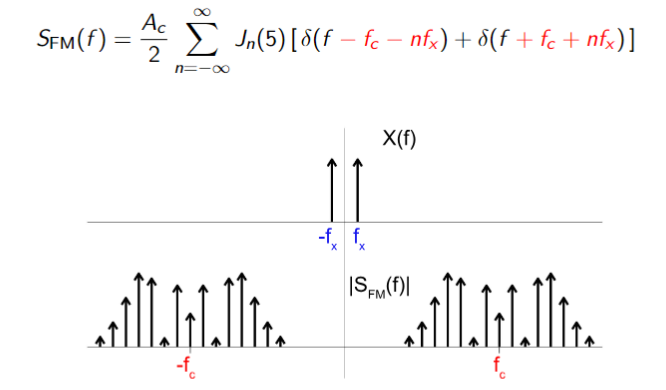 S_FM(f) = A_c/2 ∑_{n=-∞}^{∞} J_n(5) [ δ(f − f_c − nf_x) + δ(f + f_c + nf_x) ]
X(f)
-f_x f_x
|S_FM(f)|
-f_c f_c